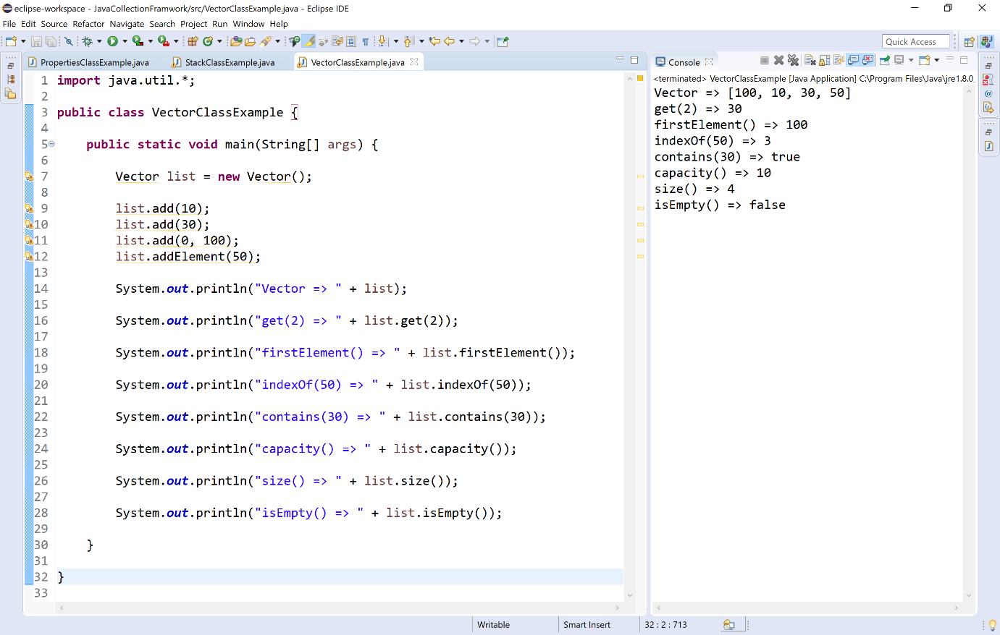 eclipse-workspace - JavaCollectionFramwork/src/VectorClassExample.java - Eclipse IDE
File Edit Source Refactor Navigate Search Project Run Window Help
Quick Access
PropertiesClassExample.java StackClassExample.java VectorClassExample.java
1 import java.util.*;
2
3 public class VectorClassExample {
4
5 public static void main(String[] args) {
6
7 Vector list = new Vector();
8
9 list.add(10);
10 list.add(30);
11 list.add(0, 100);
12 list.addElement(50);
13
14 System.out.println("Vector => " + list);
15
16 System.out.println("get(2) => " + list.get(2));
17
18 System.out.println("firstElement() => " + list.firstElement());
19
20 System.out.println("indexOf(50) => " + list.indexOf(50));
21
22 System.out.println("contains(30) => " + list.contains(30));
23
24 System.out.println("capacity() => " + list.capacity());
25
26 System.out.println("size() => " + list.size());
27
28 System.out.println("isEmpty() => " + list.isEmpty());
29
30 }
31
32 }
33
Console
<terminated> VectorClassExample [Java Application] C:\Program Files\Java\jre1.8.0_
Vector => [100, 10, 30, 50]
get(2) => 30
firstElement() => 100
indexOf(50) => 3
contains(30) => true
capacity() => 10
size() => 4
isEmpty() => false
Writable Smart Insert 32 : 2 : 713